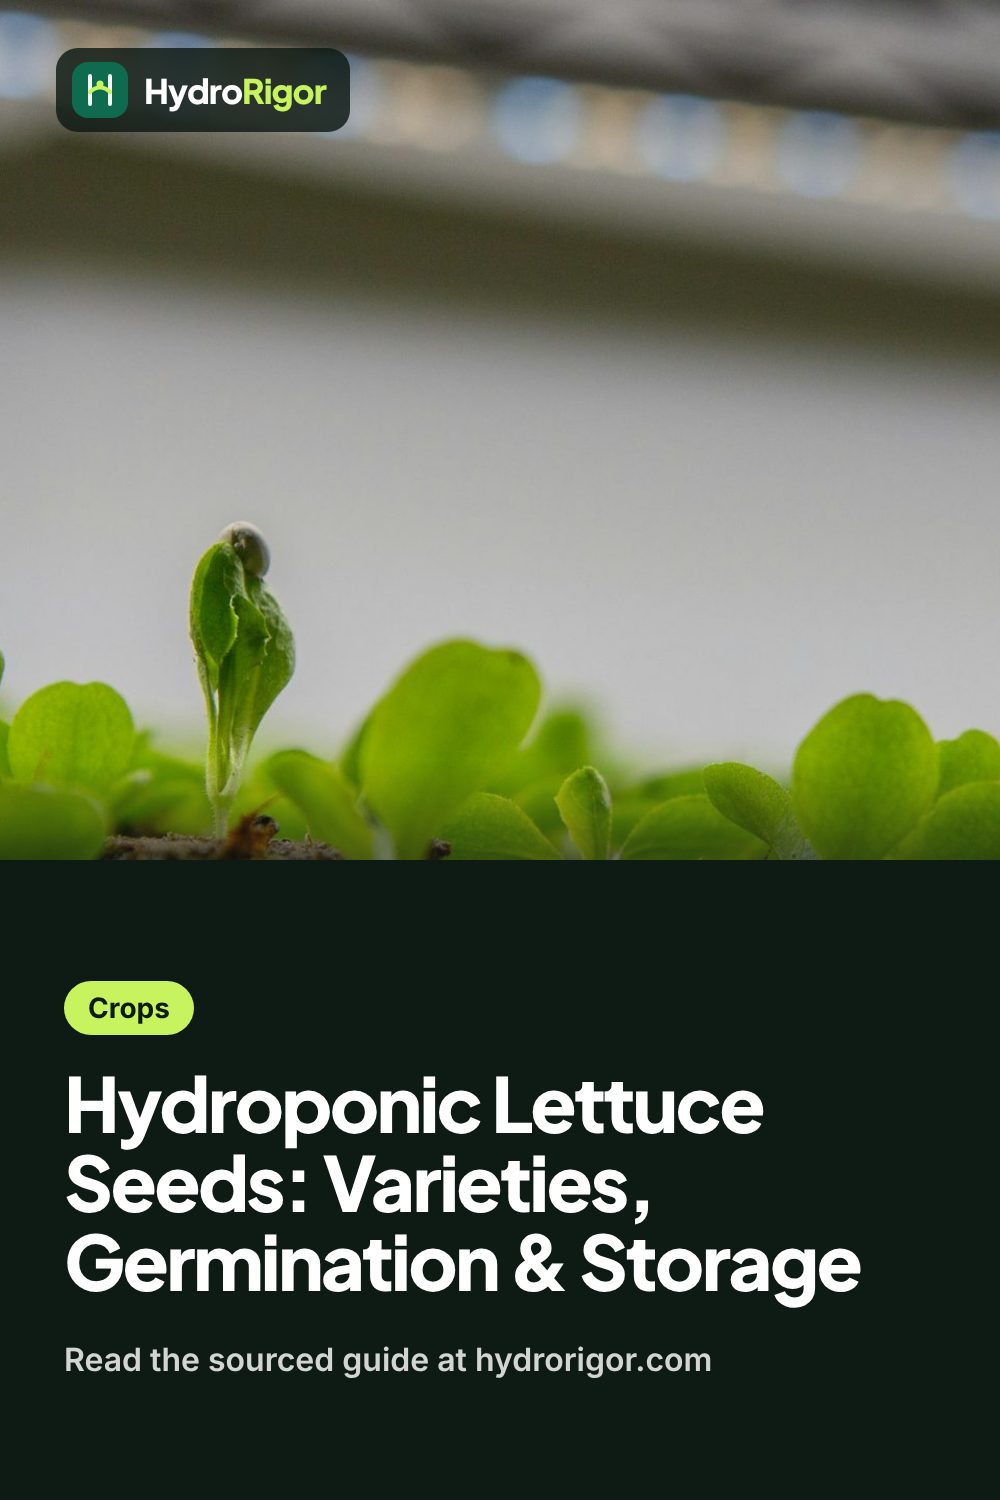 HydroRigor
Crops
Hydroponic Lettuce
Seeds: Varieties,
Germination & Storage
Read the sourced guide at hydrorigor.com